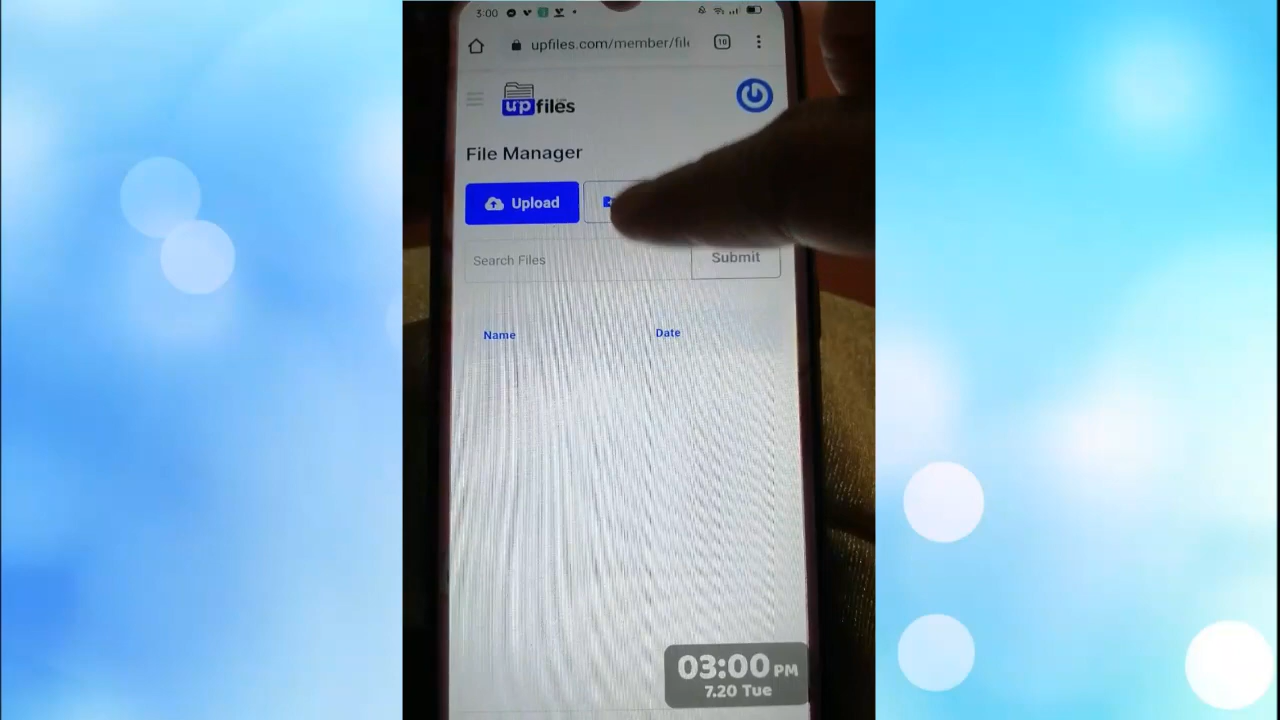 3:00
10
upfiles.com/member/file
up files
File Manager
Upload
Search Files
Submit
Name
Date
03:00 PM
7.20 Tue